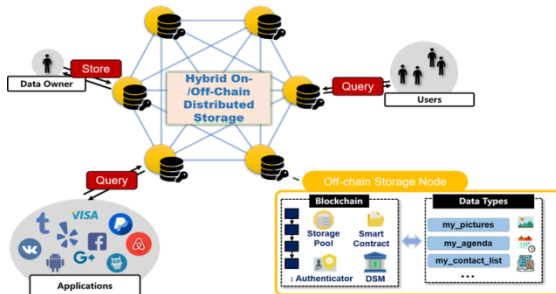 Store
Data Owner
Hybrid On-
/Off-Chain
Distributed
Storage
Query
Users
Query
VISA
Applications
Off-chain Storage Node
Blockchain
Storage
Pool
Smart
Contract
Authenticator
DSM
Data Types
my_pictures
my_agenda
my_contact_list
...